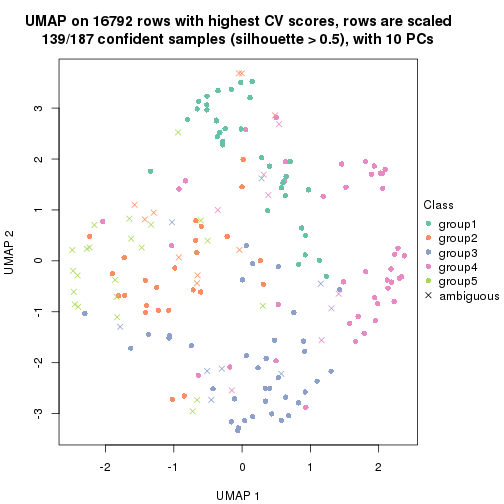 UMAP on 16792 rows with highest CV scores, rows are scaled
139/187 confident samples (silhouette > 0.5), with 10 PCs
3
2
1
0
-1
-2
-3
UMAP 2
-2
-1
0
1
2
UMAP 1
Class
group1
group2
group3
group4
group5
ambiguous